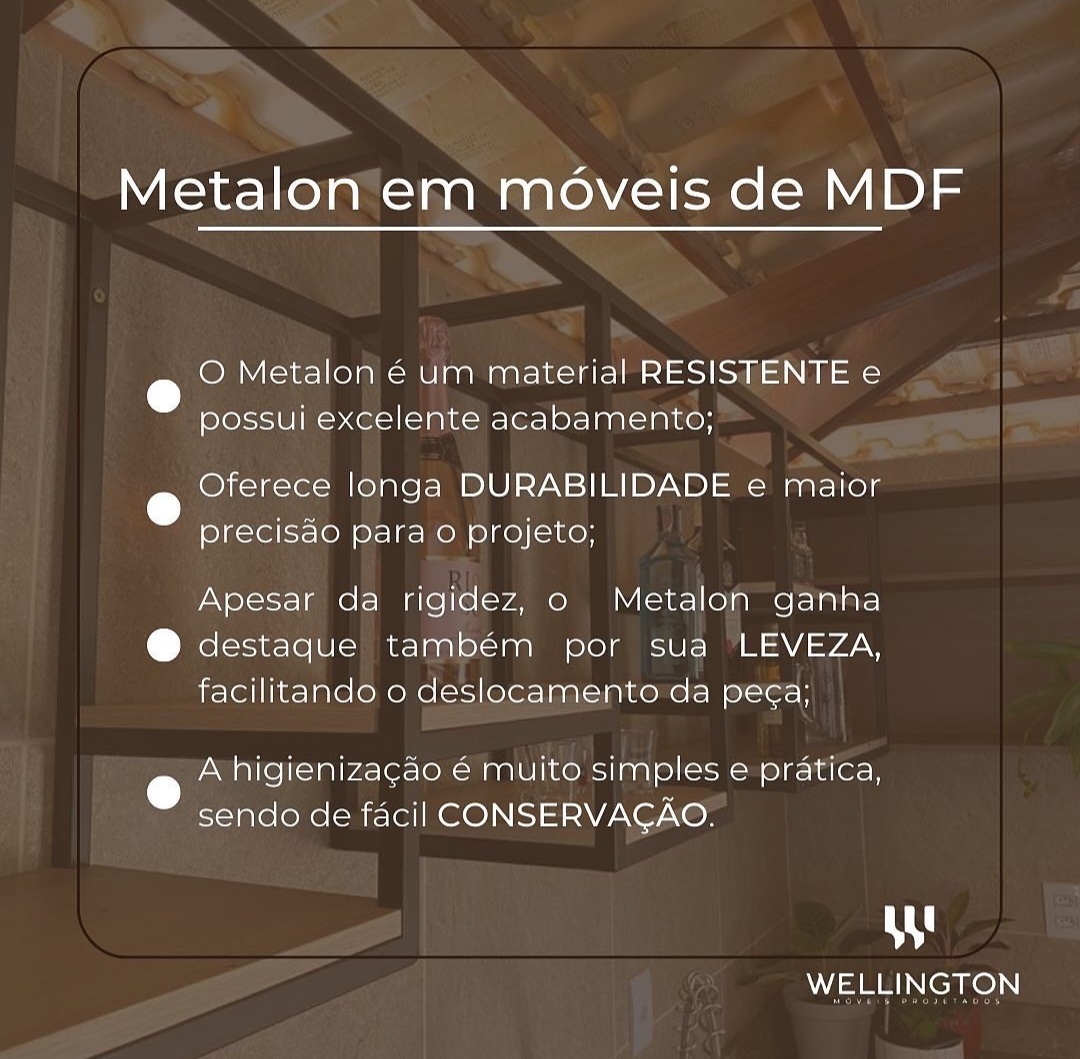 Metalon em móveis de MDF
O Metalon é um material RESISTENTE e
possui excelente acabamento;
Oferece longa DURABILIDADE e maior
precisão para o projeto;
Apesar da rigidez, o Metalon ganha
destaque também por sua LEVEZA,
facilitando o deslocamento da peça;
A higienização é muito simples e prática,
sendo de fácil CONSERVAÇÃO.
WELLINGTON
MÓVEIS PROJETADOS